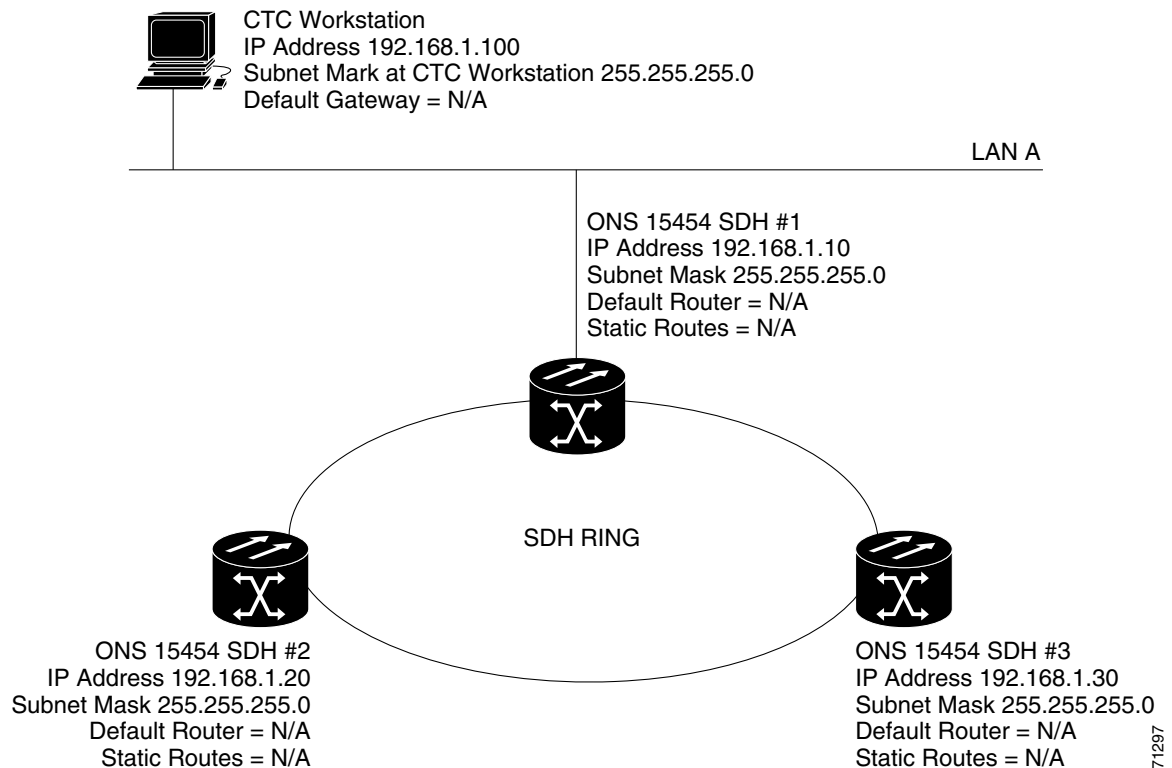 CTC Workstation
IP Address 192.168.1.100
Subnet Mark at CTC Workstation 255.255.255.0
Default Gateway = N/A
LAN A
ONS 15454 SDH #1
IP Address 192.168.1.10
Subnet Mask 255.255.255.0
Default Router = N/A
Static Routes = N/A
SDH RING
ONS 15454 SDH #2
IP Address 192.168.1.20
Subnet Mask 255.255.255.0
Default Router = N/A
Static Routes = N/A
ONS 15454 SDH #3
IP Address 192.168.1.30
Subnet Mask 255.255.255.0
Default Router = N/A
Static Routes = N/A
71297